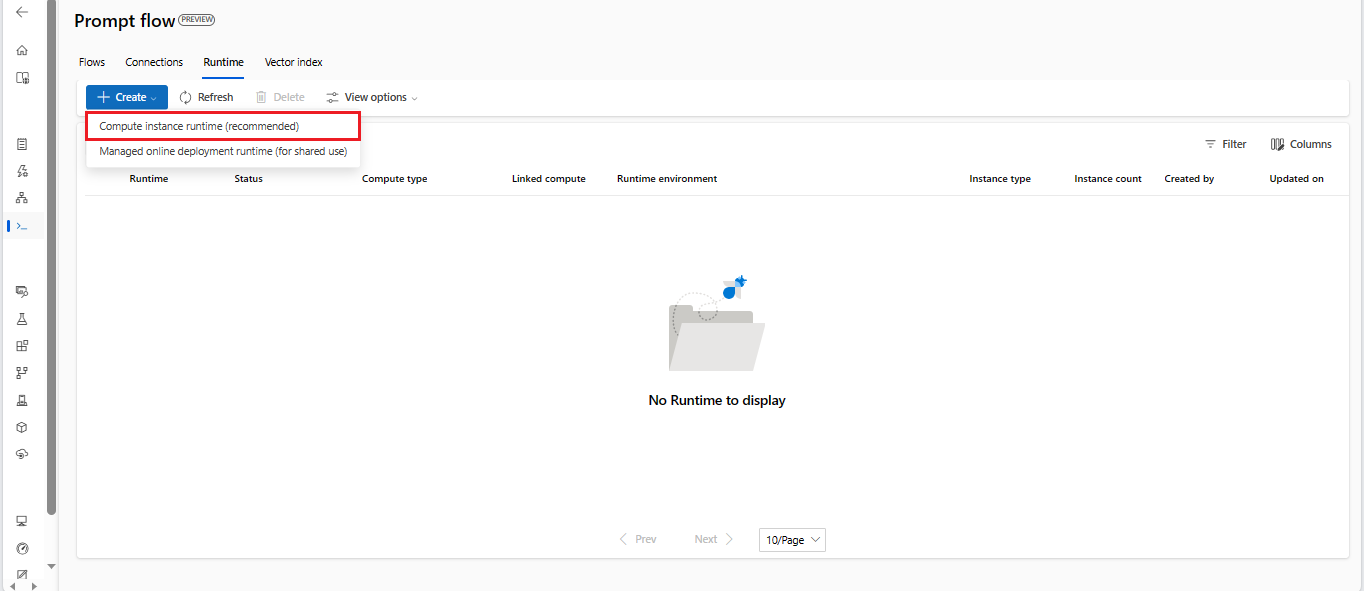 Prompt flow PREVIEW
Flows Connections Runtime Vector index
Create Refresh Delete View options
Compute instance runtime (recommended)
Managed online deployment runtime (for shared use)
Filter Columns
Runtime Status Compute type Linked compute Runtime environment Instance type Instance count Created by Updated on
No Runtime to display
Prev Next 10/Page